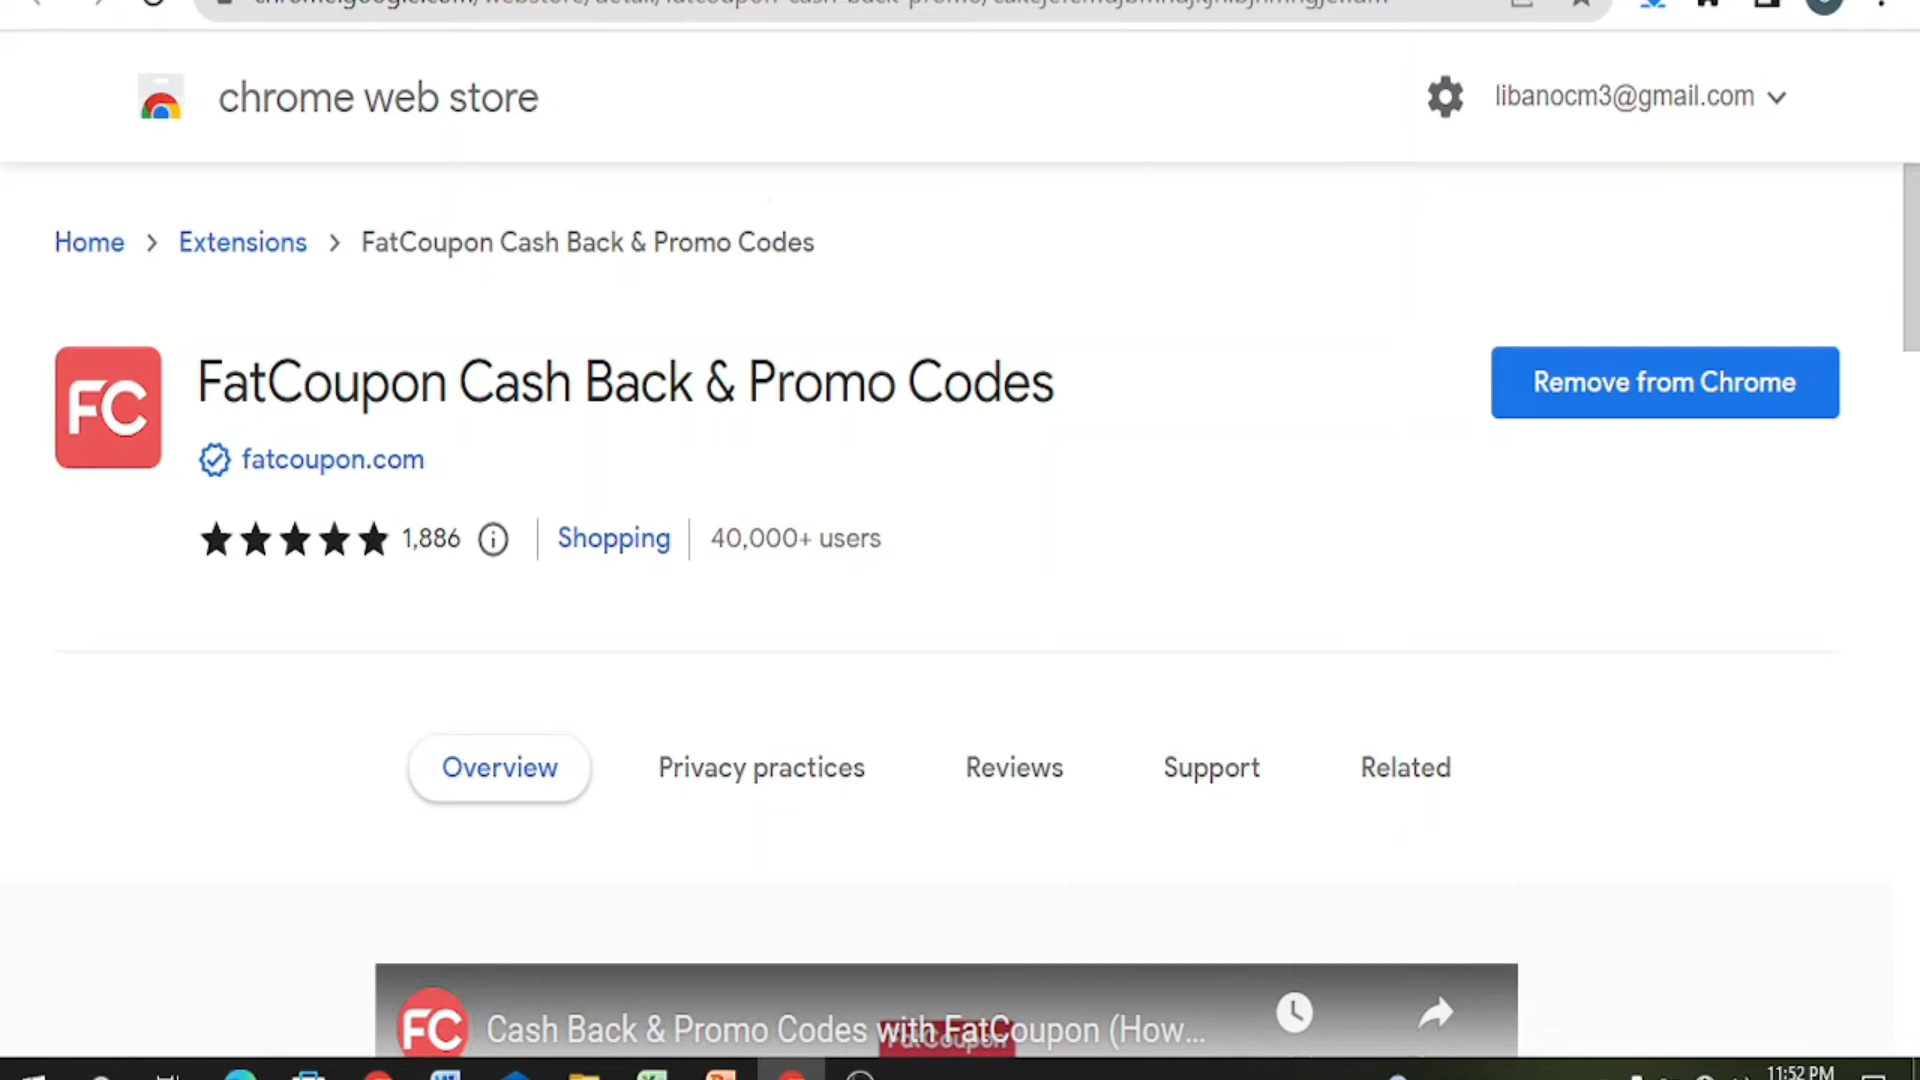 chrome web store
libanocm3@gmail.com
Home > Extensions > FatCoupon Cash Back & Promo Codes
FC
FatCoupon Cash Back & Promo Codes
Remove from Chrome
fatcoupon.com
1,886
Shopping
40,000+ users
Overview
Privacy practices
Reviews
Support
Related
FC
Cash Back & Promo Codes with FatCoupon (How...
FatCoupon
11:52 PM